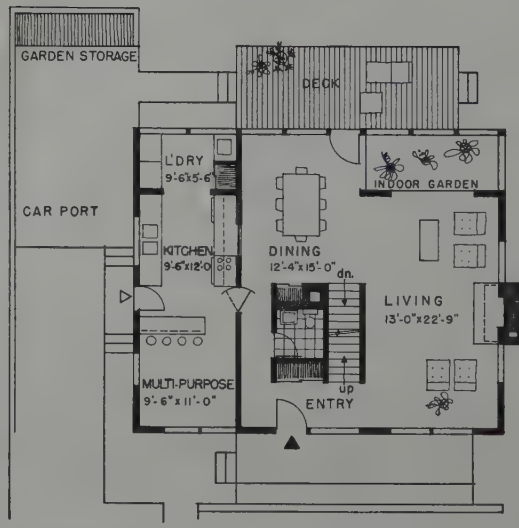 GARDEN STORAGE
DECK
L'DRY
9'-6"x5'-6"
INDOOR GARDEN
CAR PORT
KITCHEN
9'-6"x12'-0
DINING
12'-4"x15'-0"
dn.
LIVING
13'-0"x22'-9"
MULTI-PURPOSE
9'-6"x11'-0"
up
ENTRY